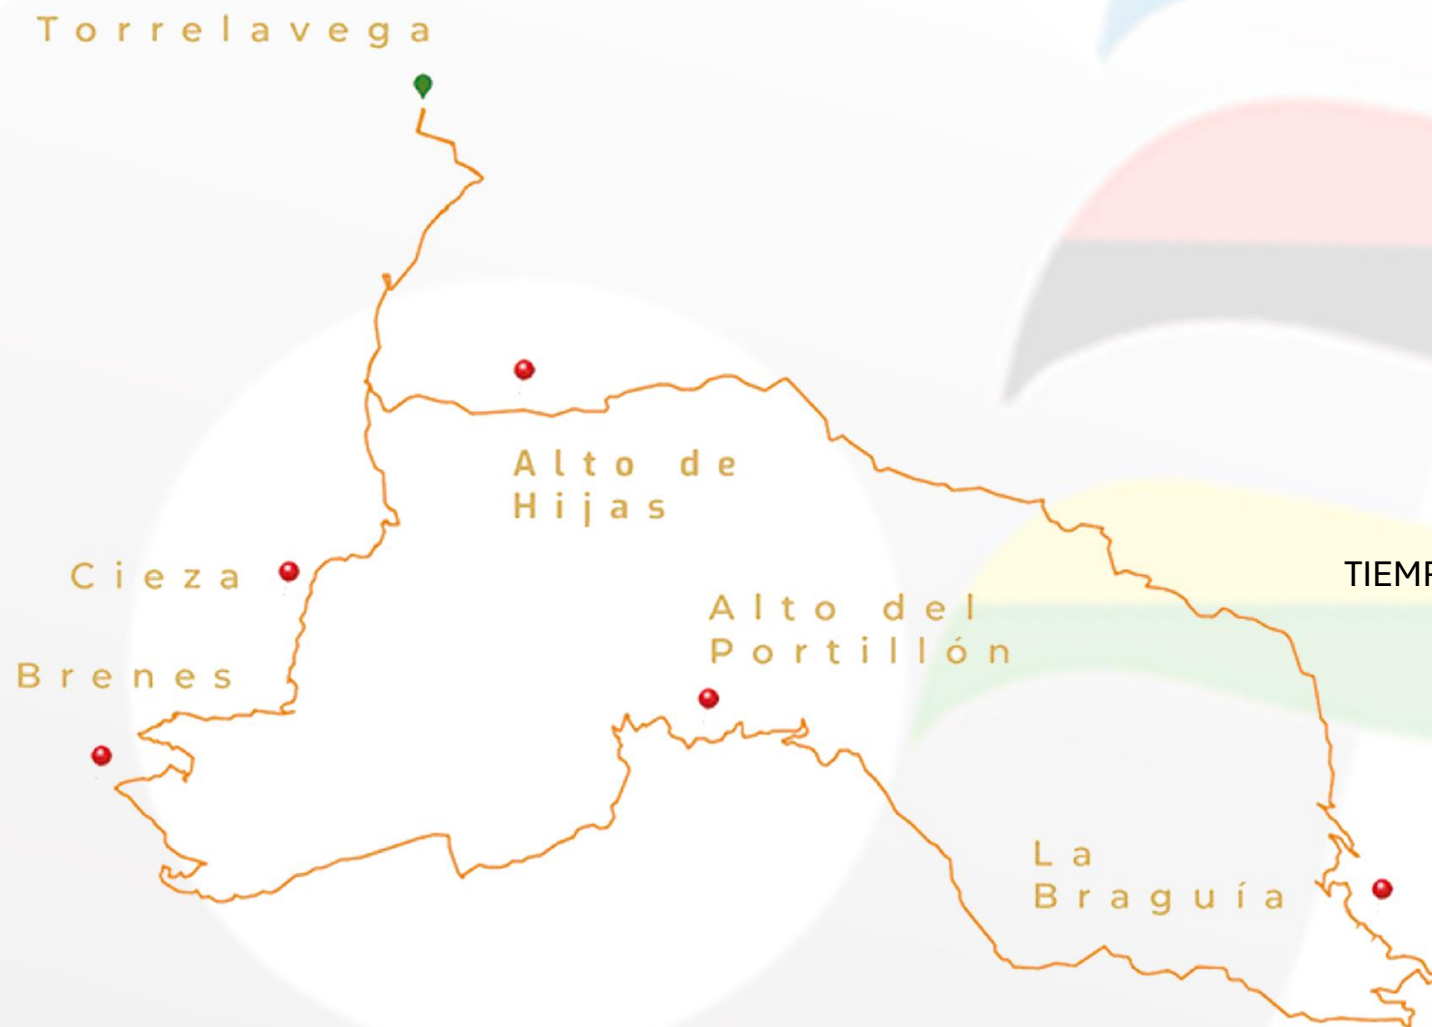 Torrelavega
Alto de
Hijas
Cieza
Alto del
Portillón
Brenes
La
Braguía